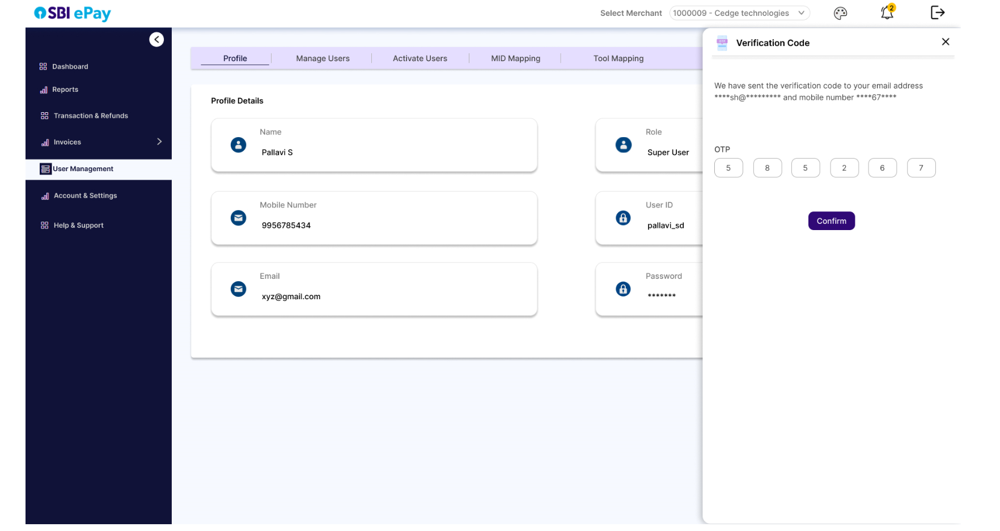 SBI ePay
Select Merchant
1000009 - Cedge technologies
2
Dashboard
Reports
Transaction & Refunds
Invoices
User Management
Account & Settings
Help & Support
Profile
Manage Users
Activate Users
MID Mapping
Tool Mapping
Profile Details
Name
Pallavi S
Role
Super User
Mobile Number
9956785434
User ID
pallavi_sd
Email
xyz@gmail.com
Password
*******
OTP
Verification Code
We have sent the verification code to your email address
****sh@********* and mobile number ****67****
OTP
5 8 5 2 6 7
Confirm